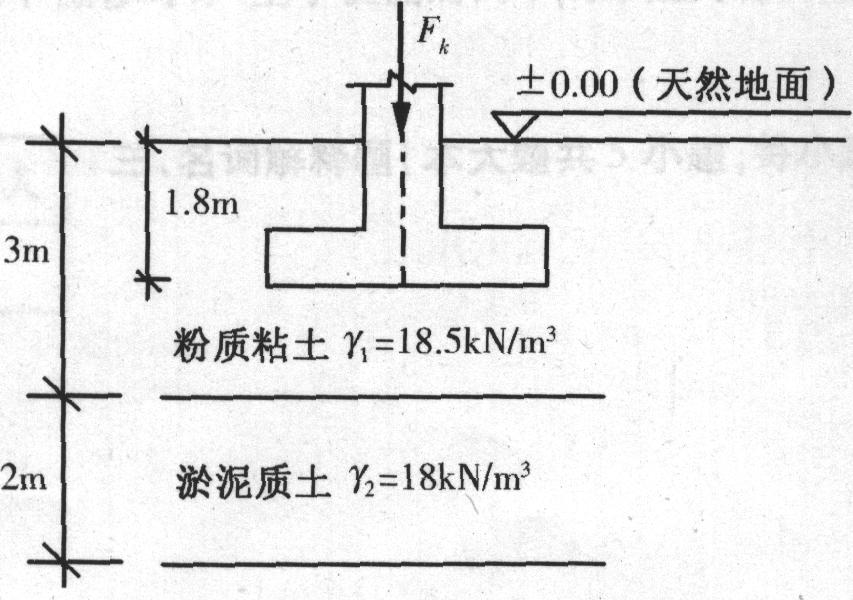 F_k
±0.00（天然地面）
1.8m
3m
粉质粘土 γ₁=18.5kN/m³
2m
淤泥质土 γ₂=18kN/m³